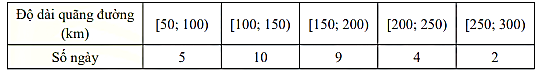 Độ dài quãng đường (km) [50; 100) [100; 150) [150; 200) [200; 250) [250; 300)
Số ngày 5 10 9 4 2